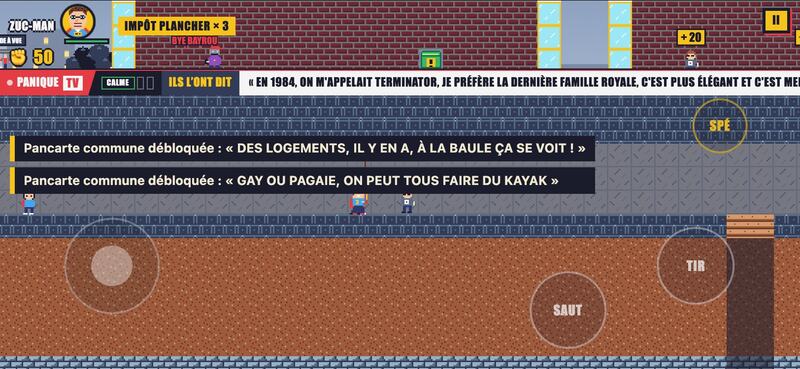 ZUC-MAN
IMPÔT PLANCHER × 3
BYE BAYROU
DE À VUE
50
+20
PANIQUE TV
CALME
ILS L'ONT DIT
« EN 1984, ON M'APPELAIT TERMINATOR, JE PRÉFÈRE LA DERNIÈRE FAMILLE ROYALE, C'EST PLUS ÉLÉGANT ET C'EST
SPÉ
Pancarte commune débloquée : « DES LOGEMENTS, IL Y EN A, À LA BAULE ÇA SE VOIT ! »
Pancarte commune débloquée : « GAY OU PAGAIE, ON PEUT TOUS FAIRE DU KAYAK »
TIR
SAUT